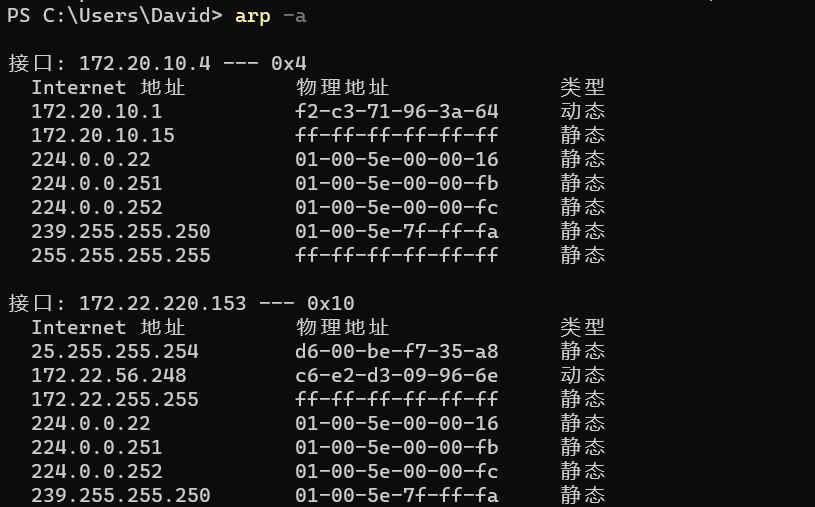 PS C:\Users\David> arp -a
接口: 172.20.10.4 --- 0x4
Internet 地址 物理地址 类型
172.20.10.1 f2-c3-71-96-3a-64 动态
172.20.10.15 ff-ff-ff-ff-ff-ff 静态
224.0.0.22 01-00-5e-00-00-16 静态
224.0.0.251 01-00-5e-00-00-fb 静态
224.0.0.252 01-00-5e-00-00-fc 静态
239.255.255.250 01-00-5e-7f-ff-fa 静态
255.255.255.255 ff-ff-ff-ff-ff-ff 静态
接口: 172.22.220.153 --- 0x10
Internet 地址 物理地址 类型
25.255.255.254 d6-00-be-f7-35-a8 静态
172.22.56.248 c6-e2-d3-09-96-6e 动态
172.22.255.255 ff-ff-ff-ff-ff-ff 静态
224.0.0.22 01-00-5e-00-00-16 静态
224.0.0.251 01-00-5e-00-00-fb 静态
224.0.0.252 01-00-5e-00-00-fc 静态
239.255.255.250 01-00-5e-7f-ff-fa 静态